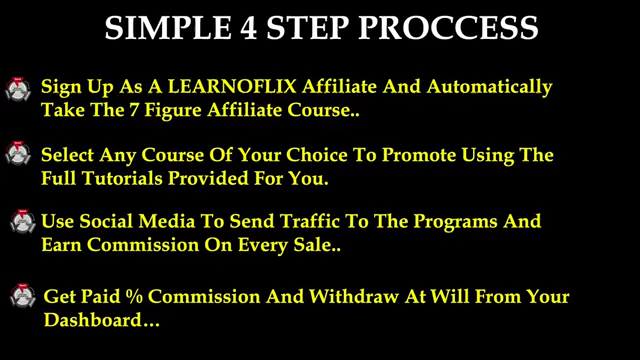 SIMPLE 4 STEP PROCCESS
Sign Up As A LEARNOFLIX Affiliate And Automatically
Take The 7 Figure Affiliate Course..
Select Any Course Of Your Choice To Promote Using The
Full Tutorials Provided For You.
Use Social Media To Send Traffic To The Programs And
Earn Commission On Every Sale..
Get Paid % Commission And Withdraw At Will From Your
Dashboard…